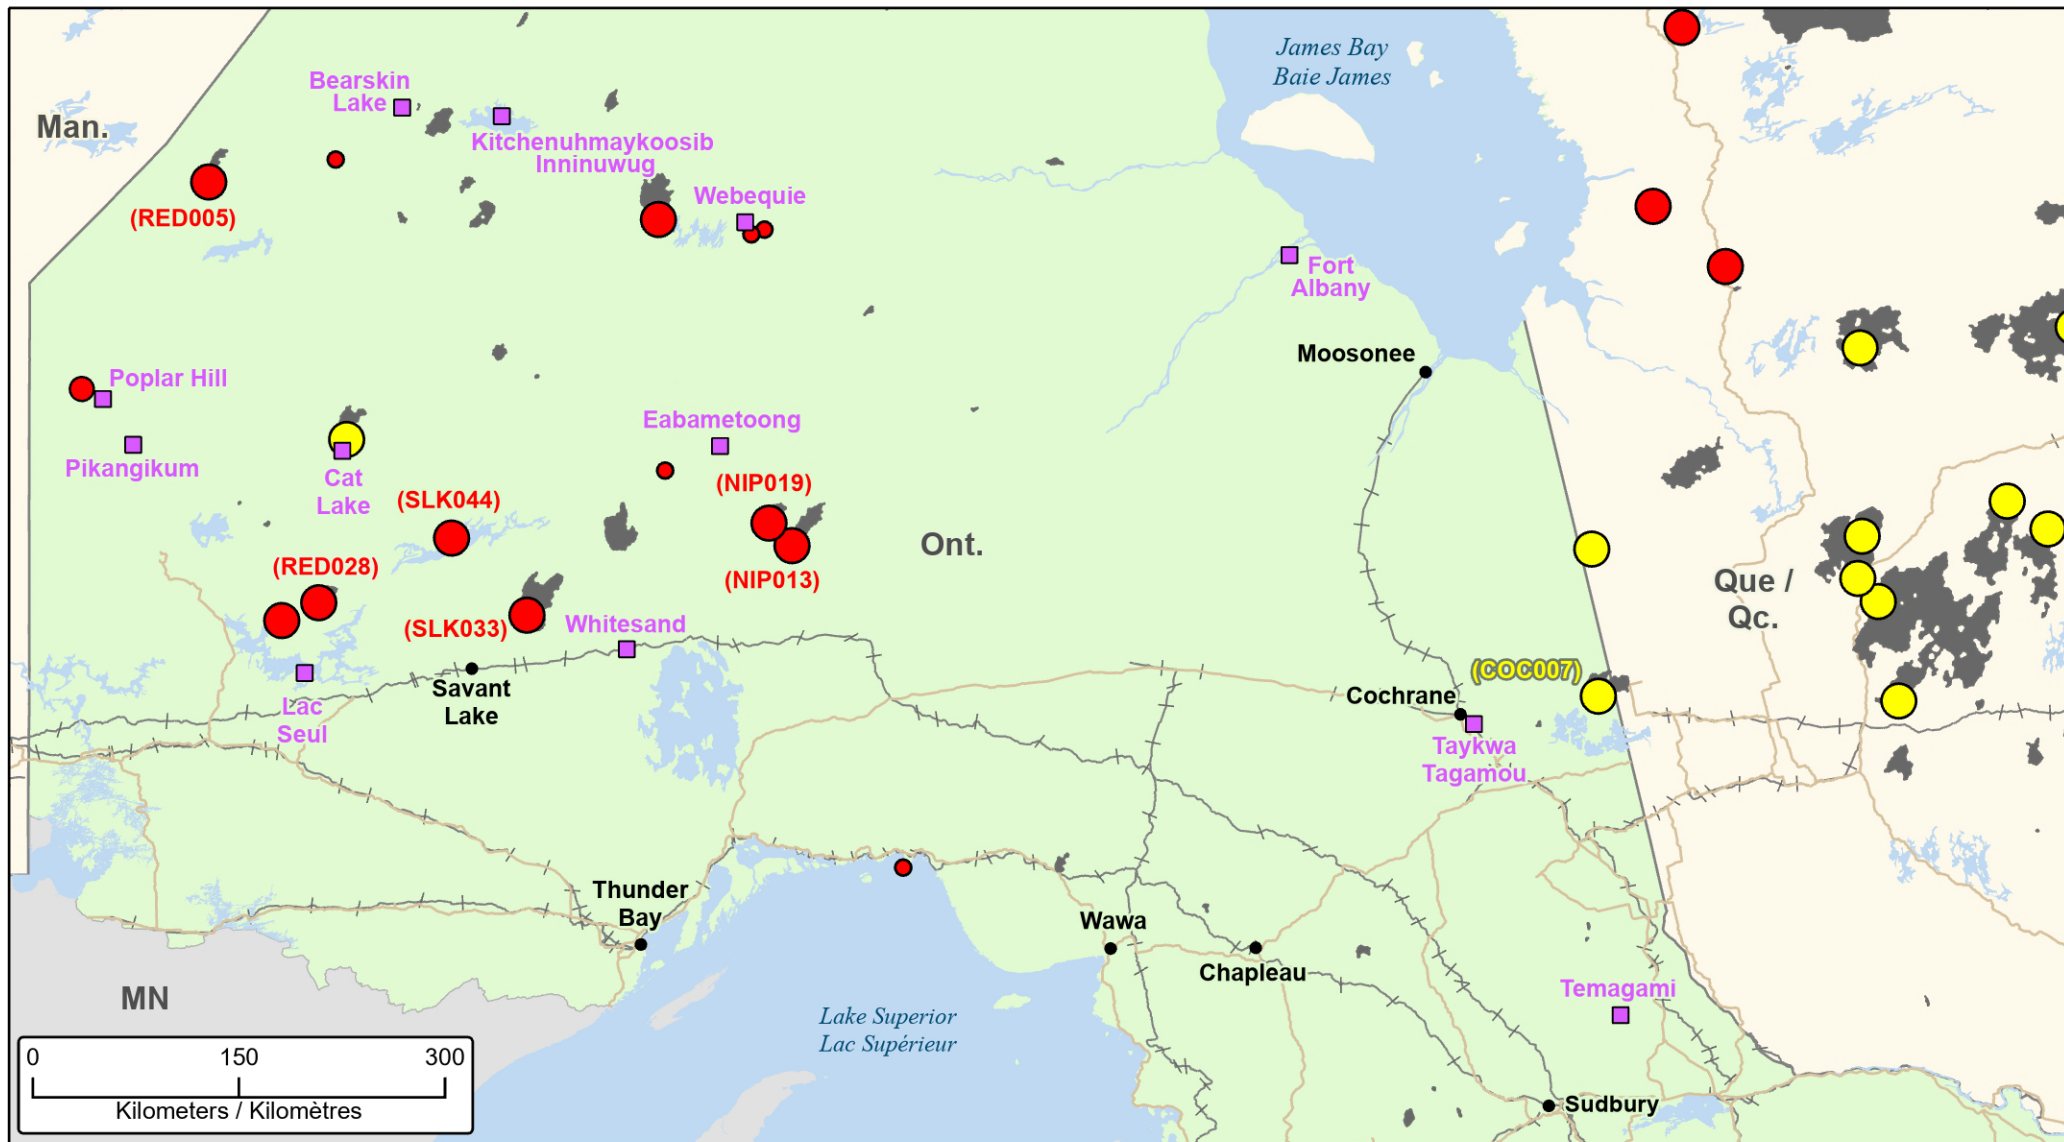 James Bay
Baie James
Bearskin
Lake
Man.
Kitchenuhmaykoosib
Inninuwug
Webequie
(RED005)
Fort
Albany
Moosonee
Poplar Hill
Eabametoong
Pikangikum
Cat
Lake
(SLK044)
(NIP019)
Ont.
(RED028)
(NIP013)
Que /
Qc.
(SLK033)
Whitesand
(COC007)
Savant
Lake
Cochrane
Lac
Seul
Taykwa
Tagamou
Thunder
Bay
Wawa
Chapleau
Temagami
MN
Lake Superior
Lac Supérieur
0 150 300
Kilometers / Kilomètres
Sudbury